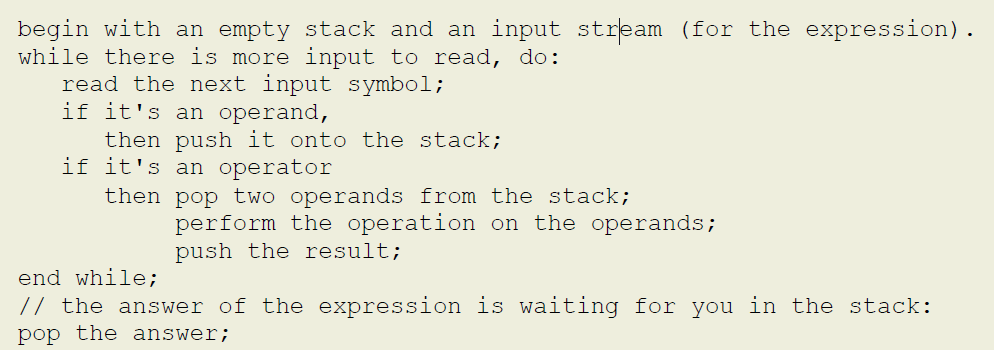 begin with an empty stack and an input stream (for the expression).
while there is more input to read, do:
read the next input symbol;
if it's an operand,
then push it onto the stack;
if it's an operator
then pop two operands from the stack;
perform the operation on the operands;
push the result;
end while;
// the answer of the expression is waiting for you in the stack:
pop the answer;